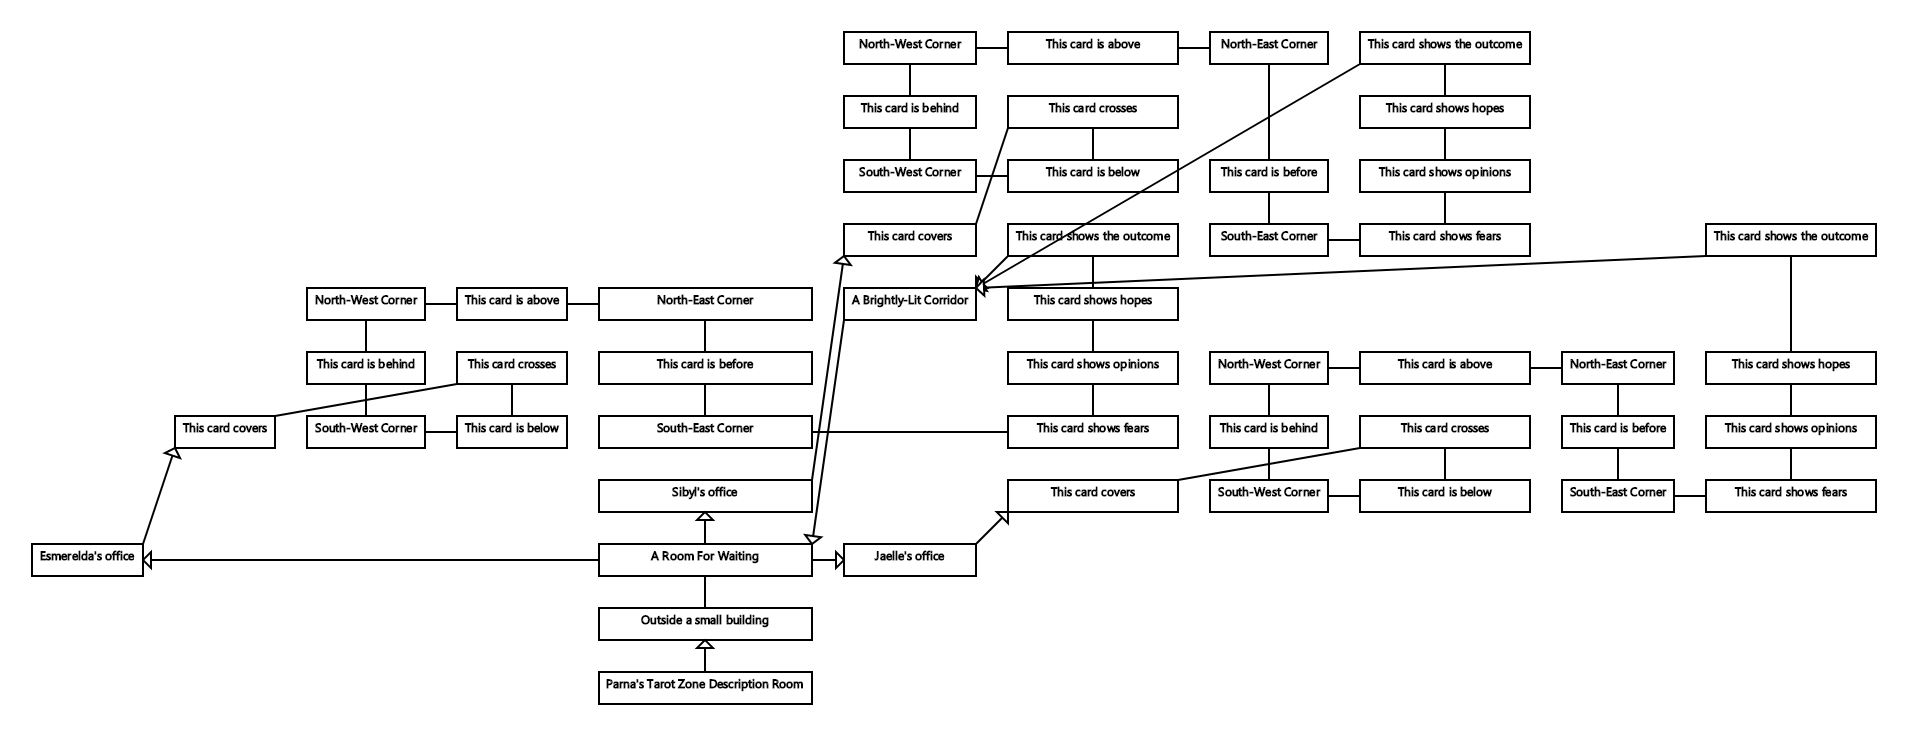 North-West Corner
This card is above
North-East Corner
This card shows the outcome
This card is behind
This card crosses
This card shows hopes
South-West Corner
This card is below
This card is before
This card shows opinions
This card covers
This card shows the outcome
South-East Corner
This card shows fears
This card shows the outcome
North-West Corner
This card is above
North-East Corner
A Brightly-Lit Corridor
This card shows hopes
This card is behind
This card crosses
This card is before
This card shows opinions
North-West Corner
This card is above
North-East Corner
This card shows hopes
This card covers
South-West Corner
This card is below
South-East Corner
This card shows fears
This card is behind
This card crosses
This card is before
This card shows opinions
Sibyl's office
This card covers
South-West Corner
This card is below
South-East Corner
This card shows fears
Esmerelda's office
A Room For Waiting
Jaelle's office
Outside a small building
Parna's Tarot Zone Description Room